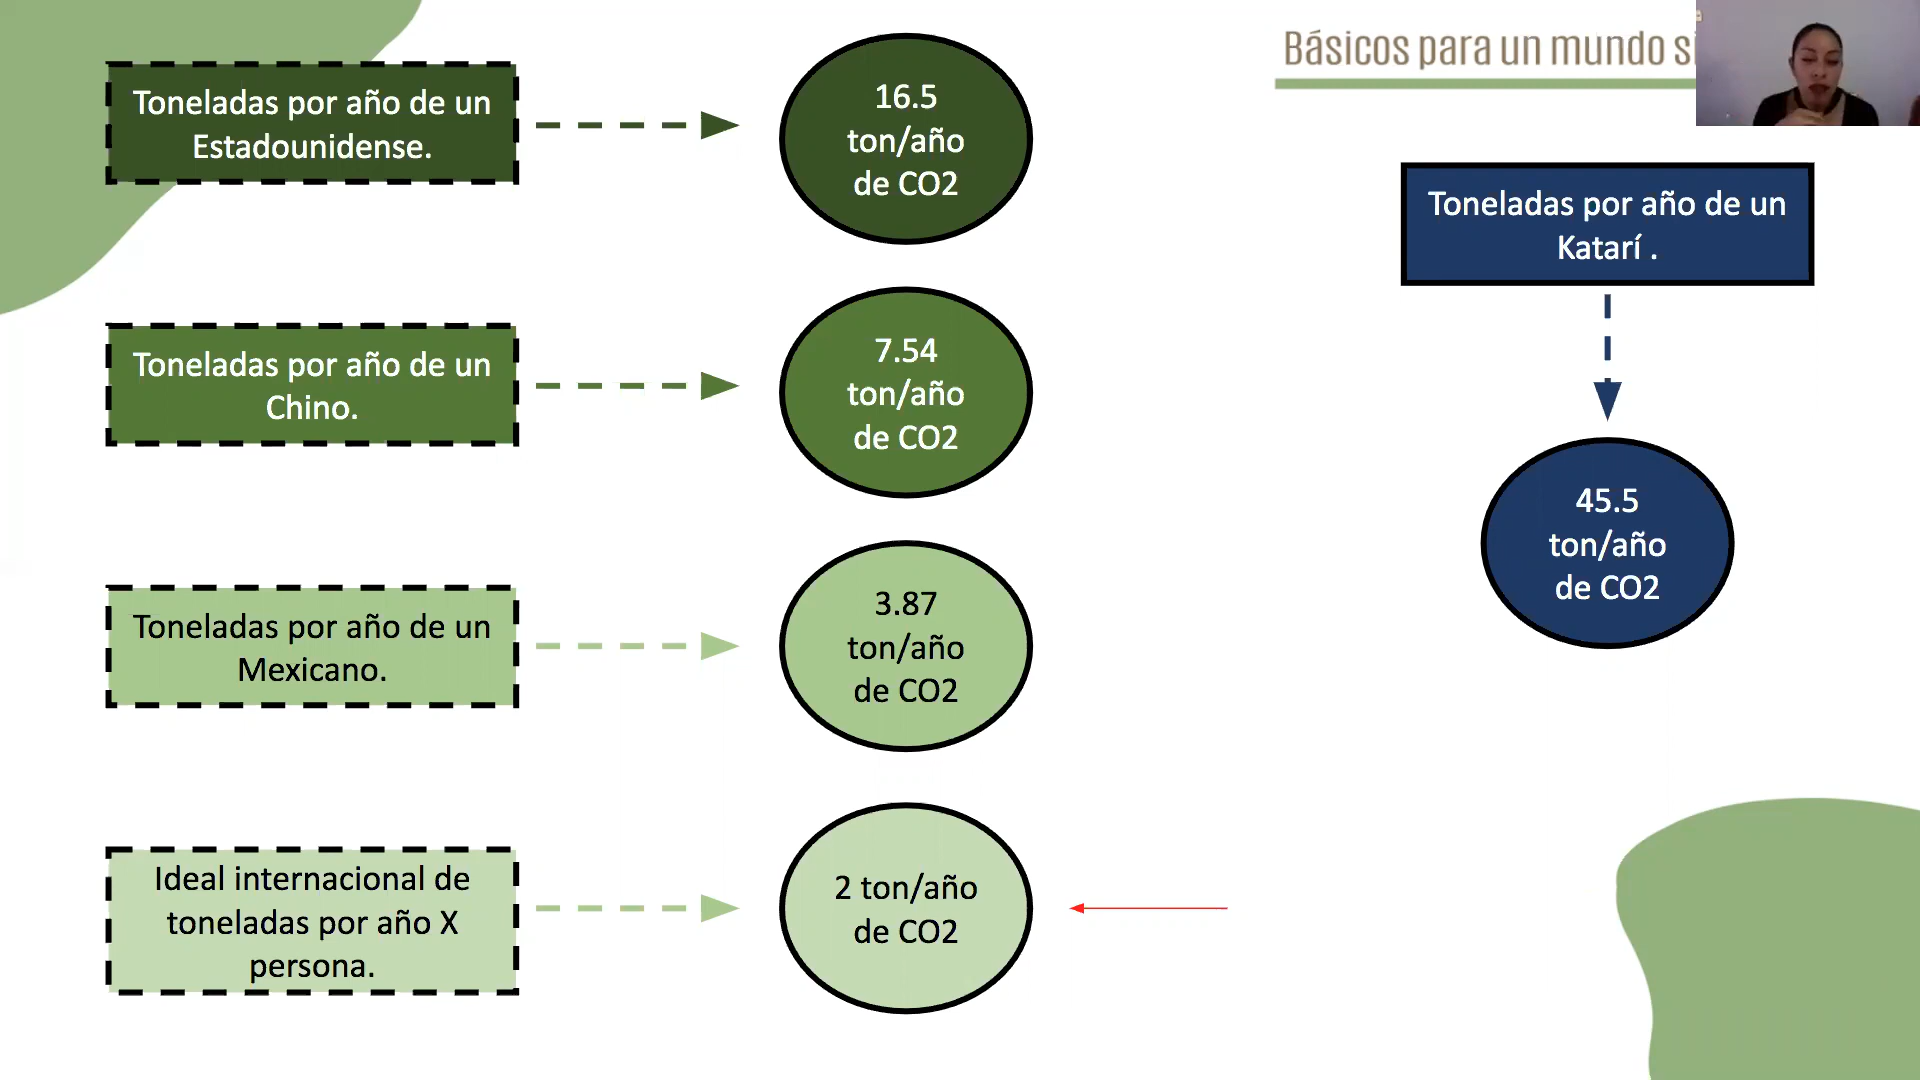 Básicos para un mundo
Toneladas por año de un
Estadounidense.
16.5
ton/año
de CO2
Toneladas por año de un
Chino.
7.54
ton/año
de CO2
Toneladas por año de un
Mexicano.
3.87
ton/año
de CO2
Ideal internacional de
toneladas por año X
persona.
2 ton/año
de CO2
Toneladas por año de un
Katarí .
45.5
ton/año
de CO2